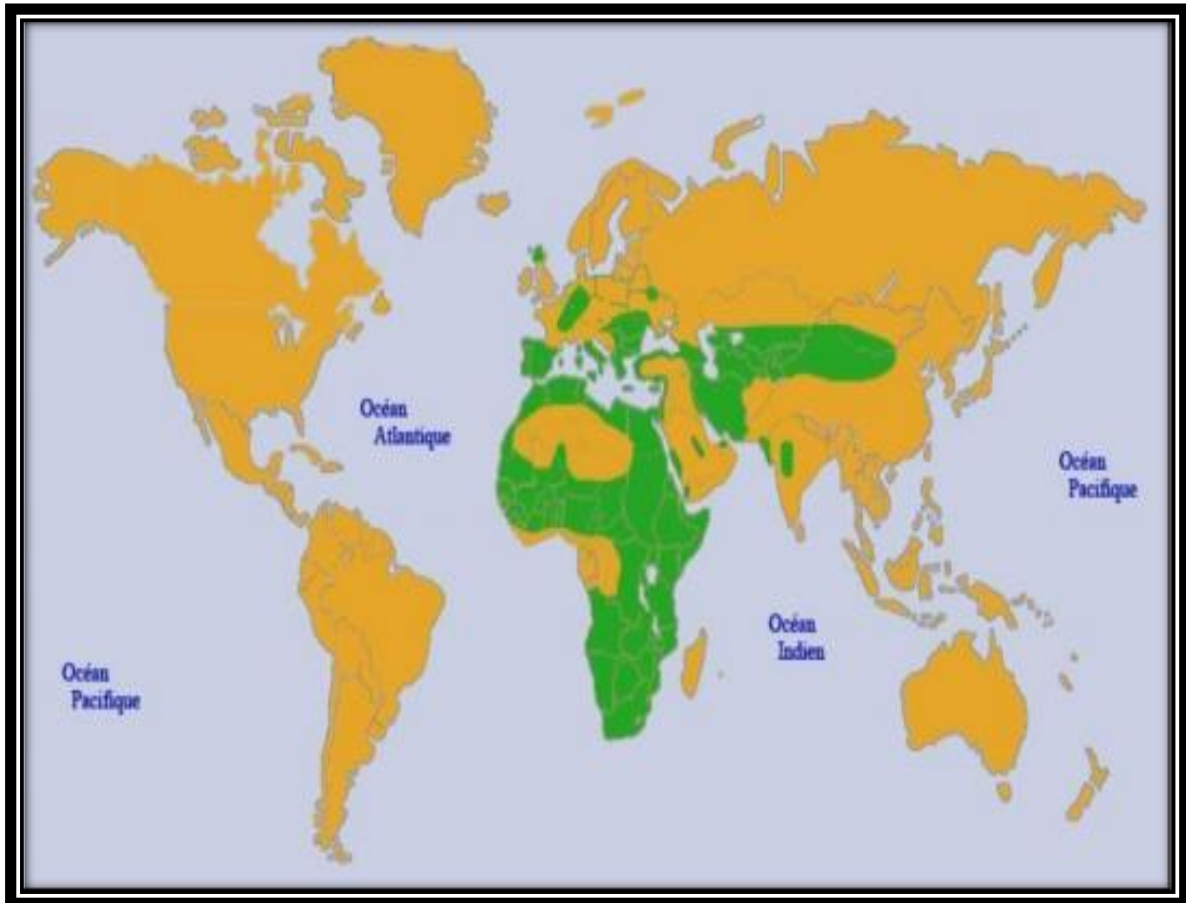 Océan
Atlantique
Océan
Pacifique
Océan
Indien
Océan
Pacifique